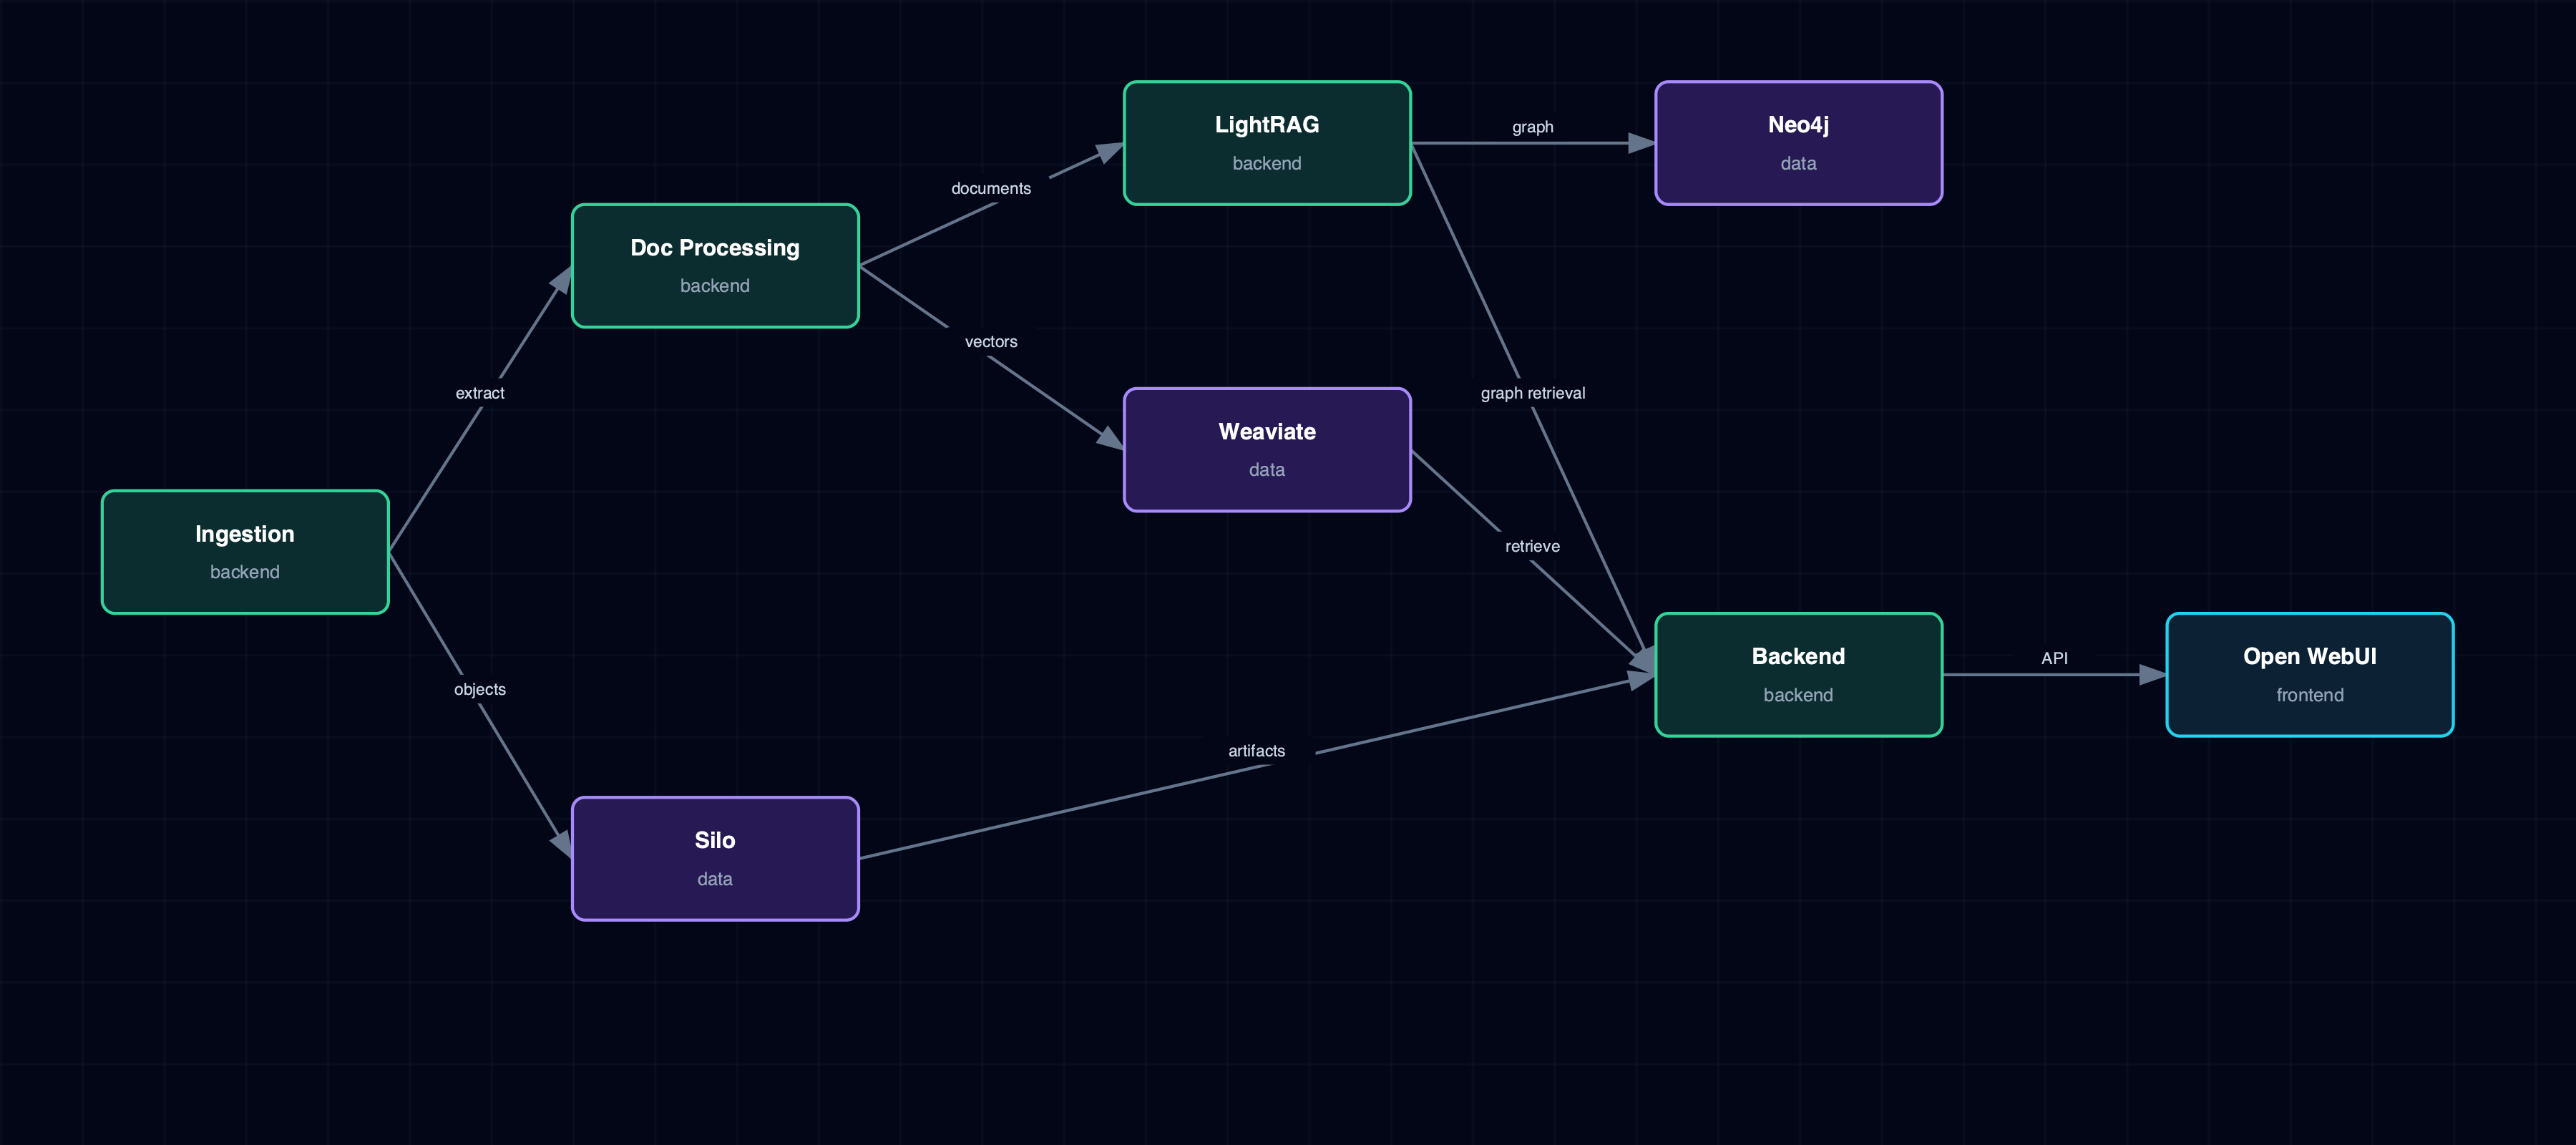 LightRAG
backend
graph
Neo4j
data
documents
Doc Processing
backend
vectors
extract
graph retrieval
Weaviate
data
Ingestion
backend
retrieve
objects
Backend
backend
API
Open WebUI
frontend
artifacts
Silo
data